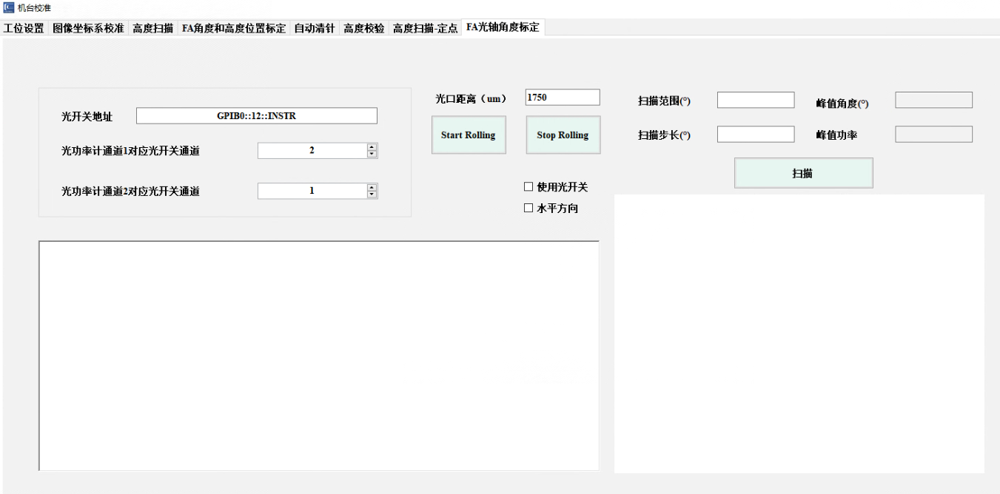 机台校准
工位设置 图像坐标系校准 高度扫描 FA角度和高度位置标定 自动清针 高度校验 高度扫描-定点 FA光轴角度标定
光开关地址 GPIB0::12::INSTR
光功率计通道1对应光开关通道 2
光功率计通道2对应光开关通道 1
光口距离（um） 1750
Start Rolling Stop Rolling
使用光开关
水平方向
扫描范围(°) 峰值角度(°)
扫描步长(°) 峰值功率
扫描